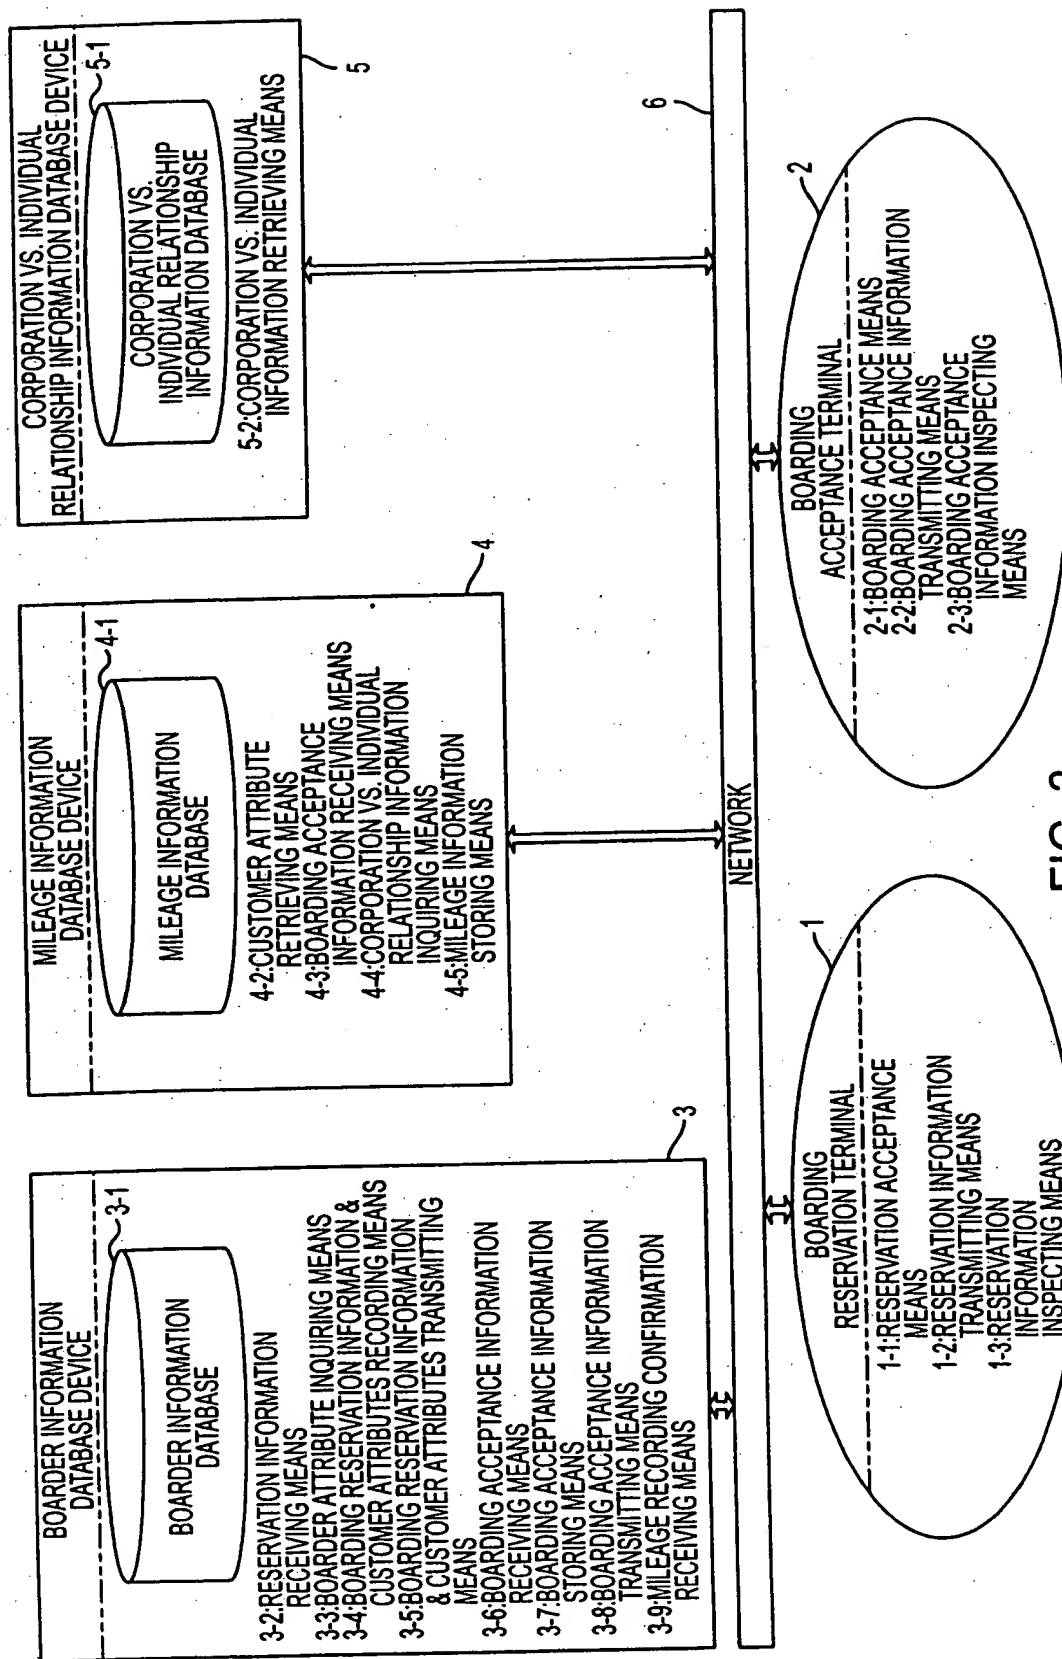 BOARDER INFORMATION
DATABASE DEVICE
3-1
BOARDER INFORMATION
DATABASE
3-2:RESERVATION INFORMATION
RECEIVING MEANS
3-3:BOARDER ATTRIBUTE INQUIRING MEANS
3-4:BOARDING RESERVATION INFORMATION &
CUSTOMER ATTRIBUTES RECORDING MEANS
3-5:BOARDING RESERVATION INFORMATION
& CUSTOMER ATTRIBUTES TRANSMITTING
MEANS
3-6:BOARDING ACCEPTANCE INFORMATION
RECEIVING MEANS
3-7:BOARDING ACCEPTANCE INFORMATION
STORING MEANS
3-8:BOARDING ACCEPTANCE INFORMATION
TRANSMITTING MEANS
3-9:MILEAGE RECORDING CONFIRMATION
RECEIVING MEANS
3
MILEAGE INFORMATION
DATABASE DEVICE
4-1
MILEAGE INFORMATION
DATABASE
4-2:CUSTOMER ATTRIBUTE
RETRIEVING MEANS
4-3:BOARDING ACCEPTANCE
INFORMATION RECEIVING MEANS
4-4:CORPORATION VS. INDIVIDUAL
RELATIONSHIP INFORMATION
INQUIRING MEANS
4-5:MILEAGE INFORMATION
STORING MEANS
4
CORPORATION VS. INDIVIDUAL
RELATIONSHIP INFORMATION DATABASE DEVICE
5-1
CORPORATION VS.
INDIVIDUAL RELATIONSHIP
INFORMATION DATABASE
5-2:CORPORATION VS. INDIVIDUAL
INFORMATION RETRIEVING MEANS
5
6
NETWORK
1
BOARDING
RESERVATION TERMINAL
1-1:RESERVATION ACCEPTANCE
MEANS
1-2:RESERVATION INFORMATION
TRANSMITTING MEANS
1-3:RESERVATION
INFORMATION
INSPECTING MEANS
2
BOARDING
ACCEPTANCE TERMINAL
2-1:BOARDING ACCEPTANCE MEANS
2-2:BOARDING ACCEPTANCE INFORMATION
TRANSMITTING MEANS
2-3:BOARDING ACCEPTANCE
INFORMATION INSPECTING
MEANS